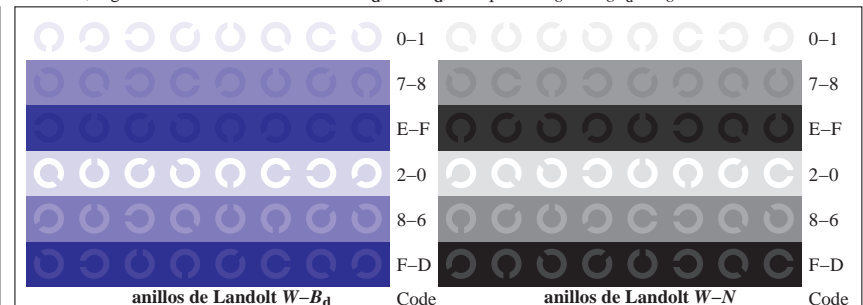 0–1 0–1
7–8 7–8
E–F E–F
2–0 2–0
8–6 8–6
F–D F–D
anillos de Landolt W–Bd Code anillos de Landolt W–N Code